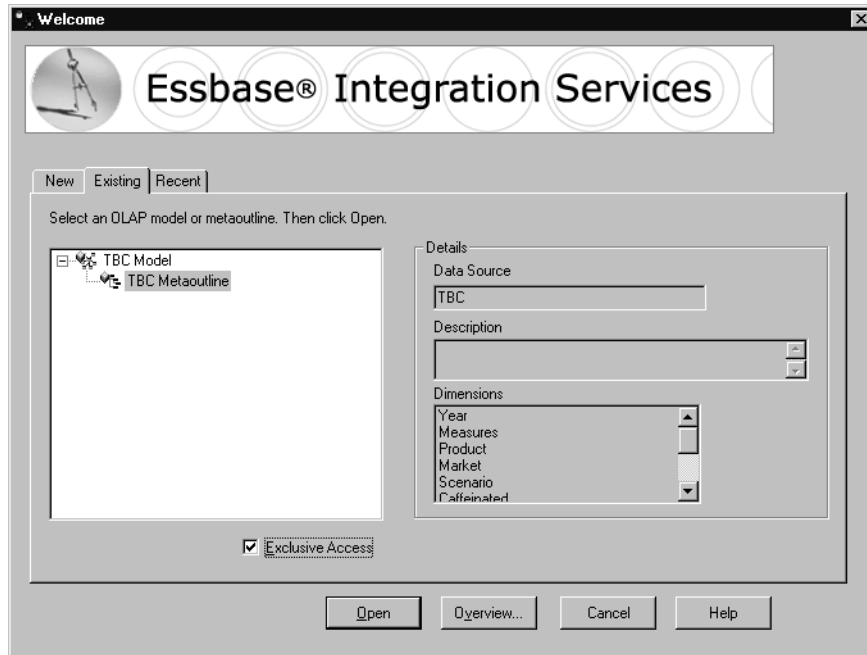 Welcome
Essbase® Integration Services
New Existing Recent
Select an OLAP model or metaoutline. Then click Open.
TBC Model
TBC Metaoutline
Details
Data Source
TBC
Description
Dimensions
Year
Measures
Product
Market
Scenario
Caffeinated
Exclusive Access
Open Overview... Cancel Help